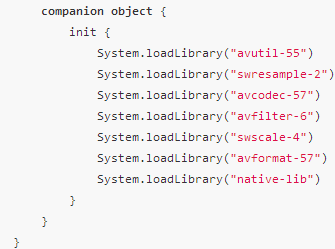 companion object {
init {
System.loadLibrary("avutil-55")
System.loadLibrary("swresample-2")
System.loadLibrary("avcodec-57")
System.loadLibrary("avfilter-6")
System.loadLibrary("swscale-4")
System.loadLibrary("avformat-57")
System.loadLibrary("native-lib")
}
}
}